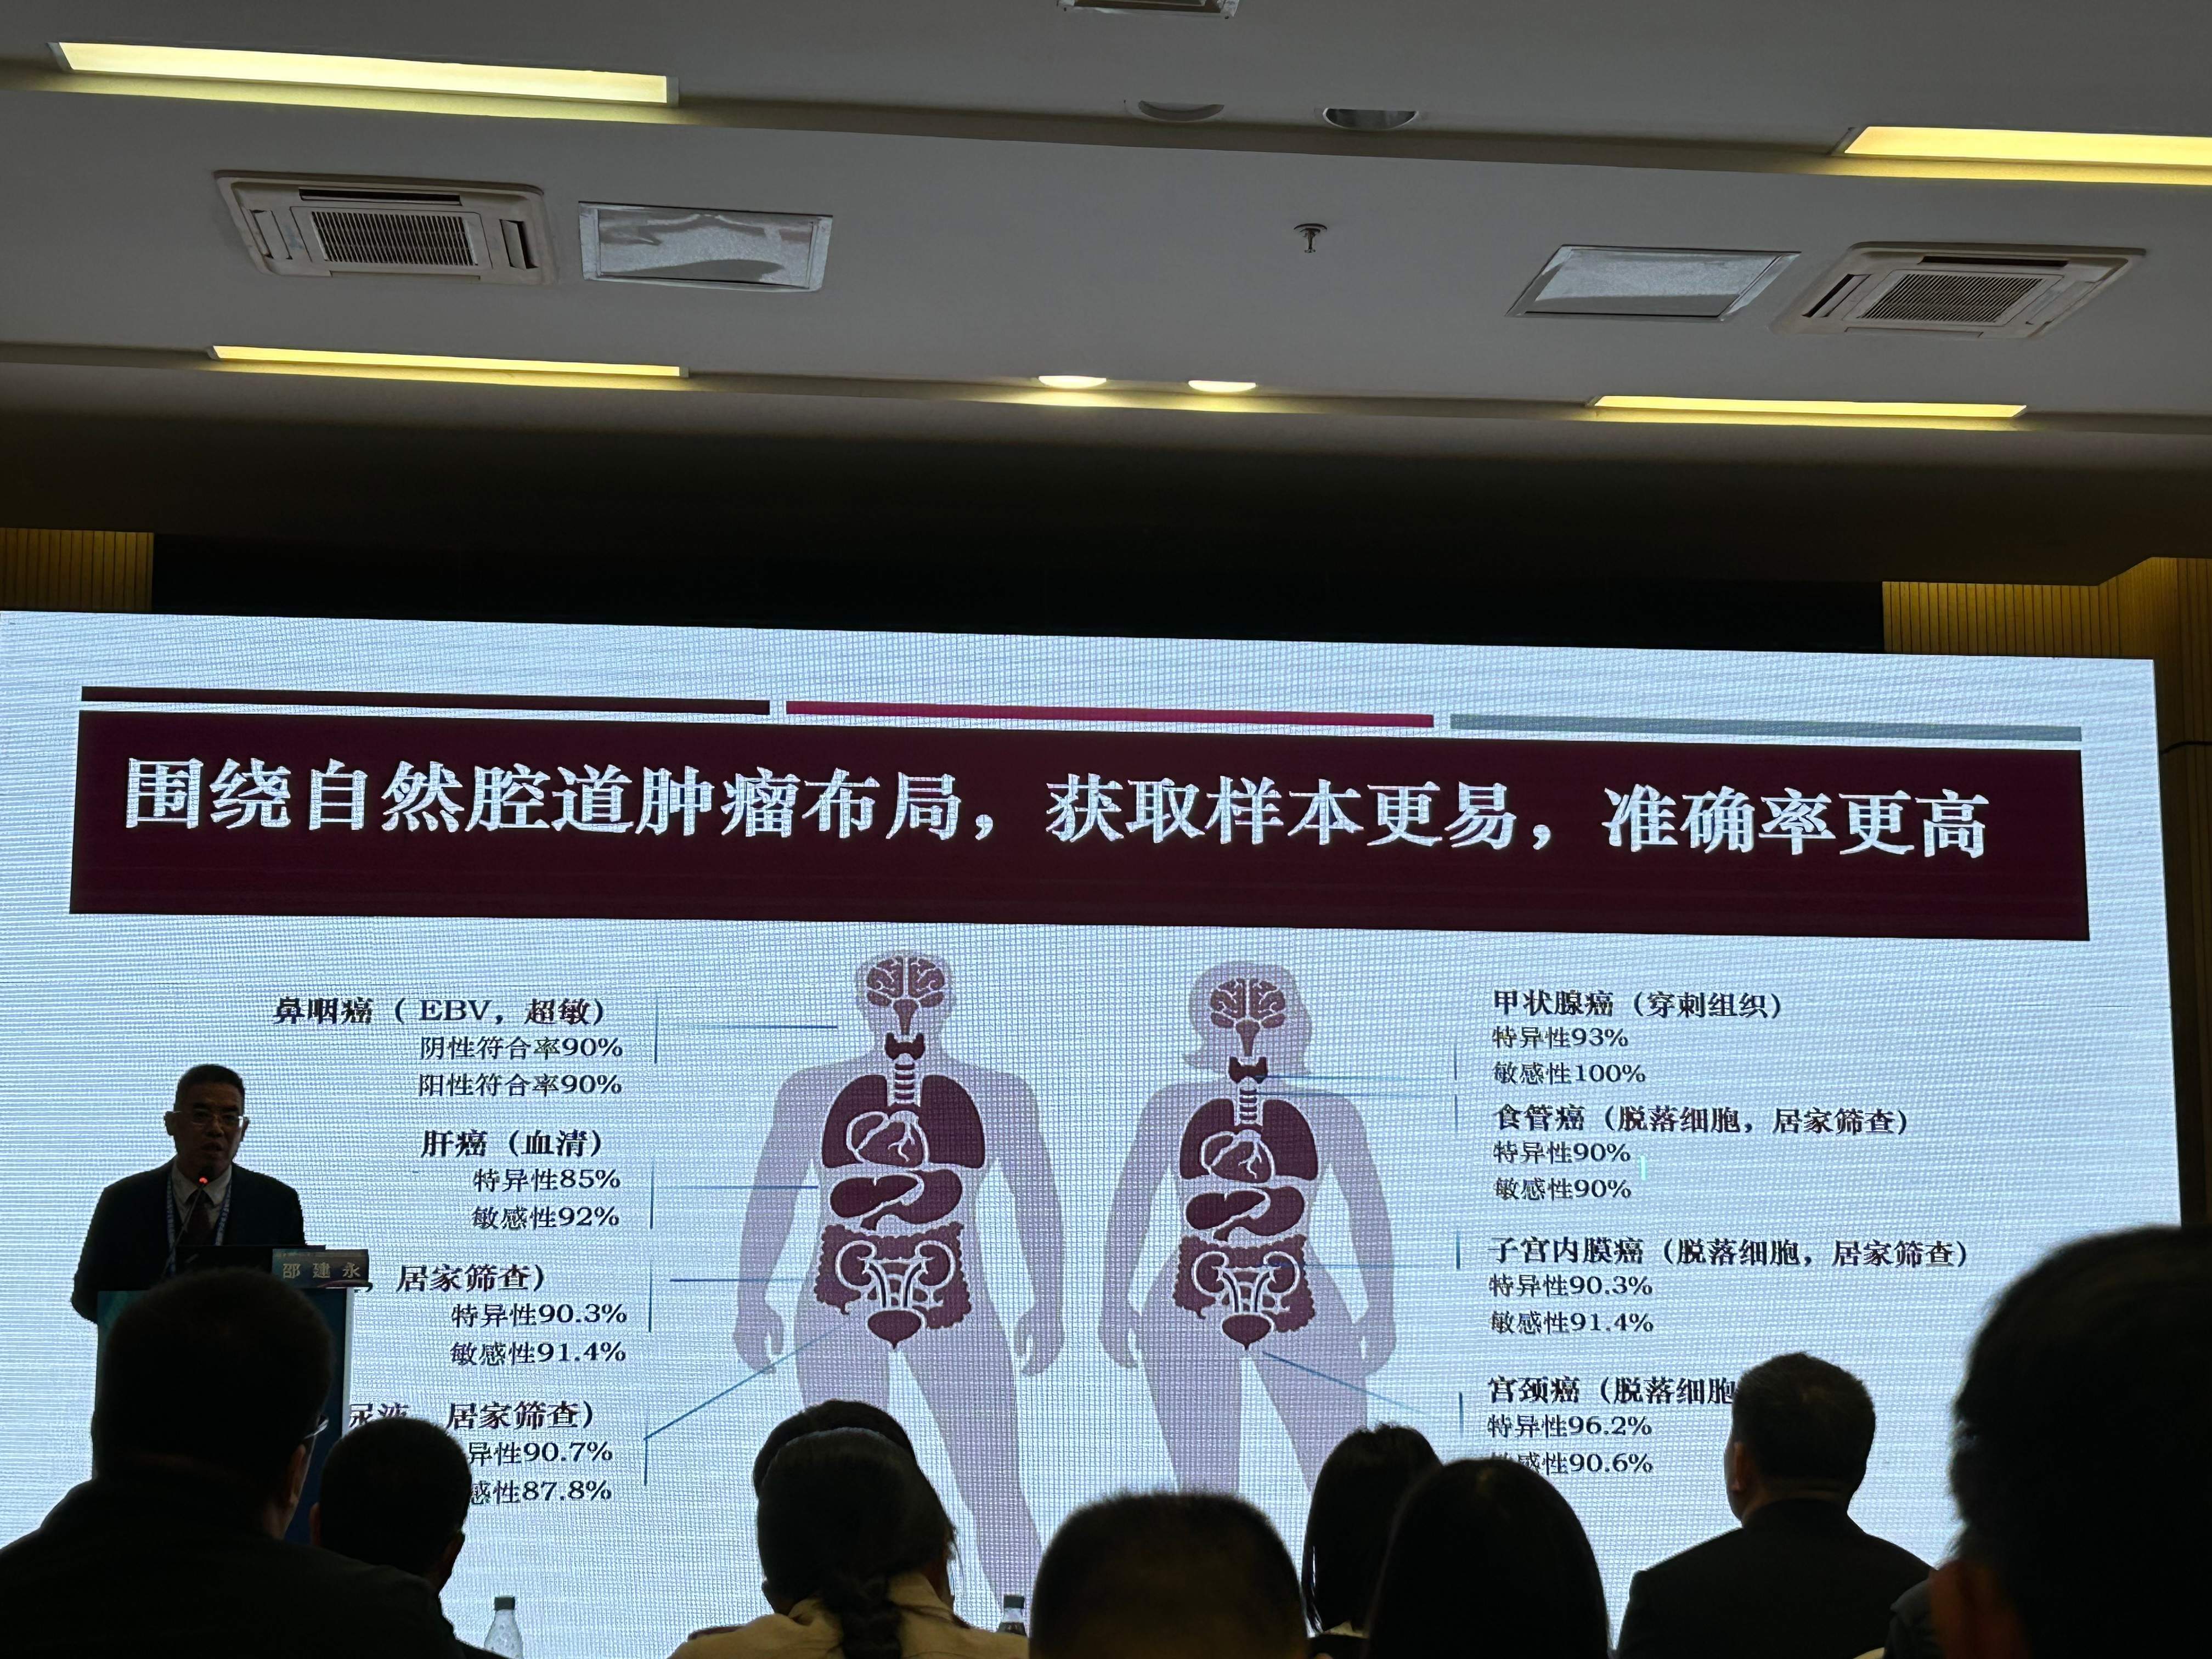 围绕自然腔道肿瘤布局，获取样本更易，准确率更高
鼻咽癌（ EBV，超敏）
阴性符合率90%
阳性符合率90%
肝癌（血清）
特异性85%
敏感性92%
，居家筛查）
特异性90.3%
敏感性91.4%
尿液，居家筛查）
异性90.7%
感性87.8%
甲状腺癌（穿刺组织）
特异性93%
敏感性100%
食管癌（脱落细胞，居家筛查）
特异性90%
敏感性90%
子宫内膜癌（脱落细胞，居家筛查）
特异性90.3%
敏感性91.4%
宫颈癌（脱落细胞
特异性96.2%
感性90.6%
邵建永